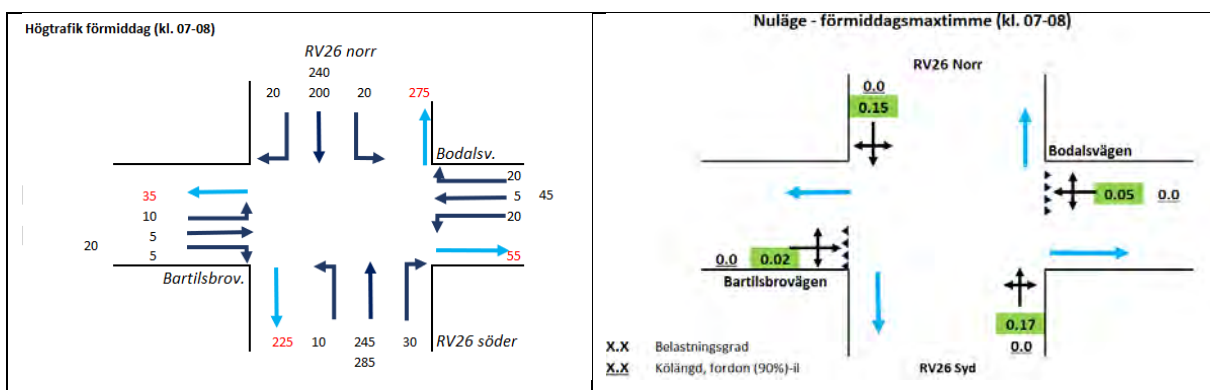 Högtrafik förmiddag (kl. 07-08)
RV26 norr
240
20 200 20 275
Bodalsv.
20
35 5 45
10 20
5
20
5 55
Bartilsbrov.
225 10 245 30 RV26 söder
285
Nuläge - förmiddagsmaxtimme (kl. 07-08)
RV26 Norr
0.0
0.15
Bodalsvägen
0.05 0.0
0.0 0.02
Bartilsbrovägen
0.17
0.0
X.X Belastningsgrad
X.X Kölängd, fordon (90%)-il
RV26 Syd